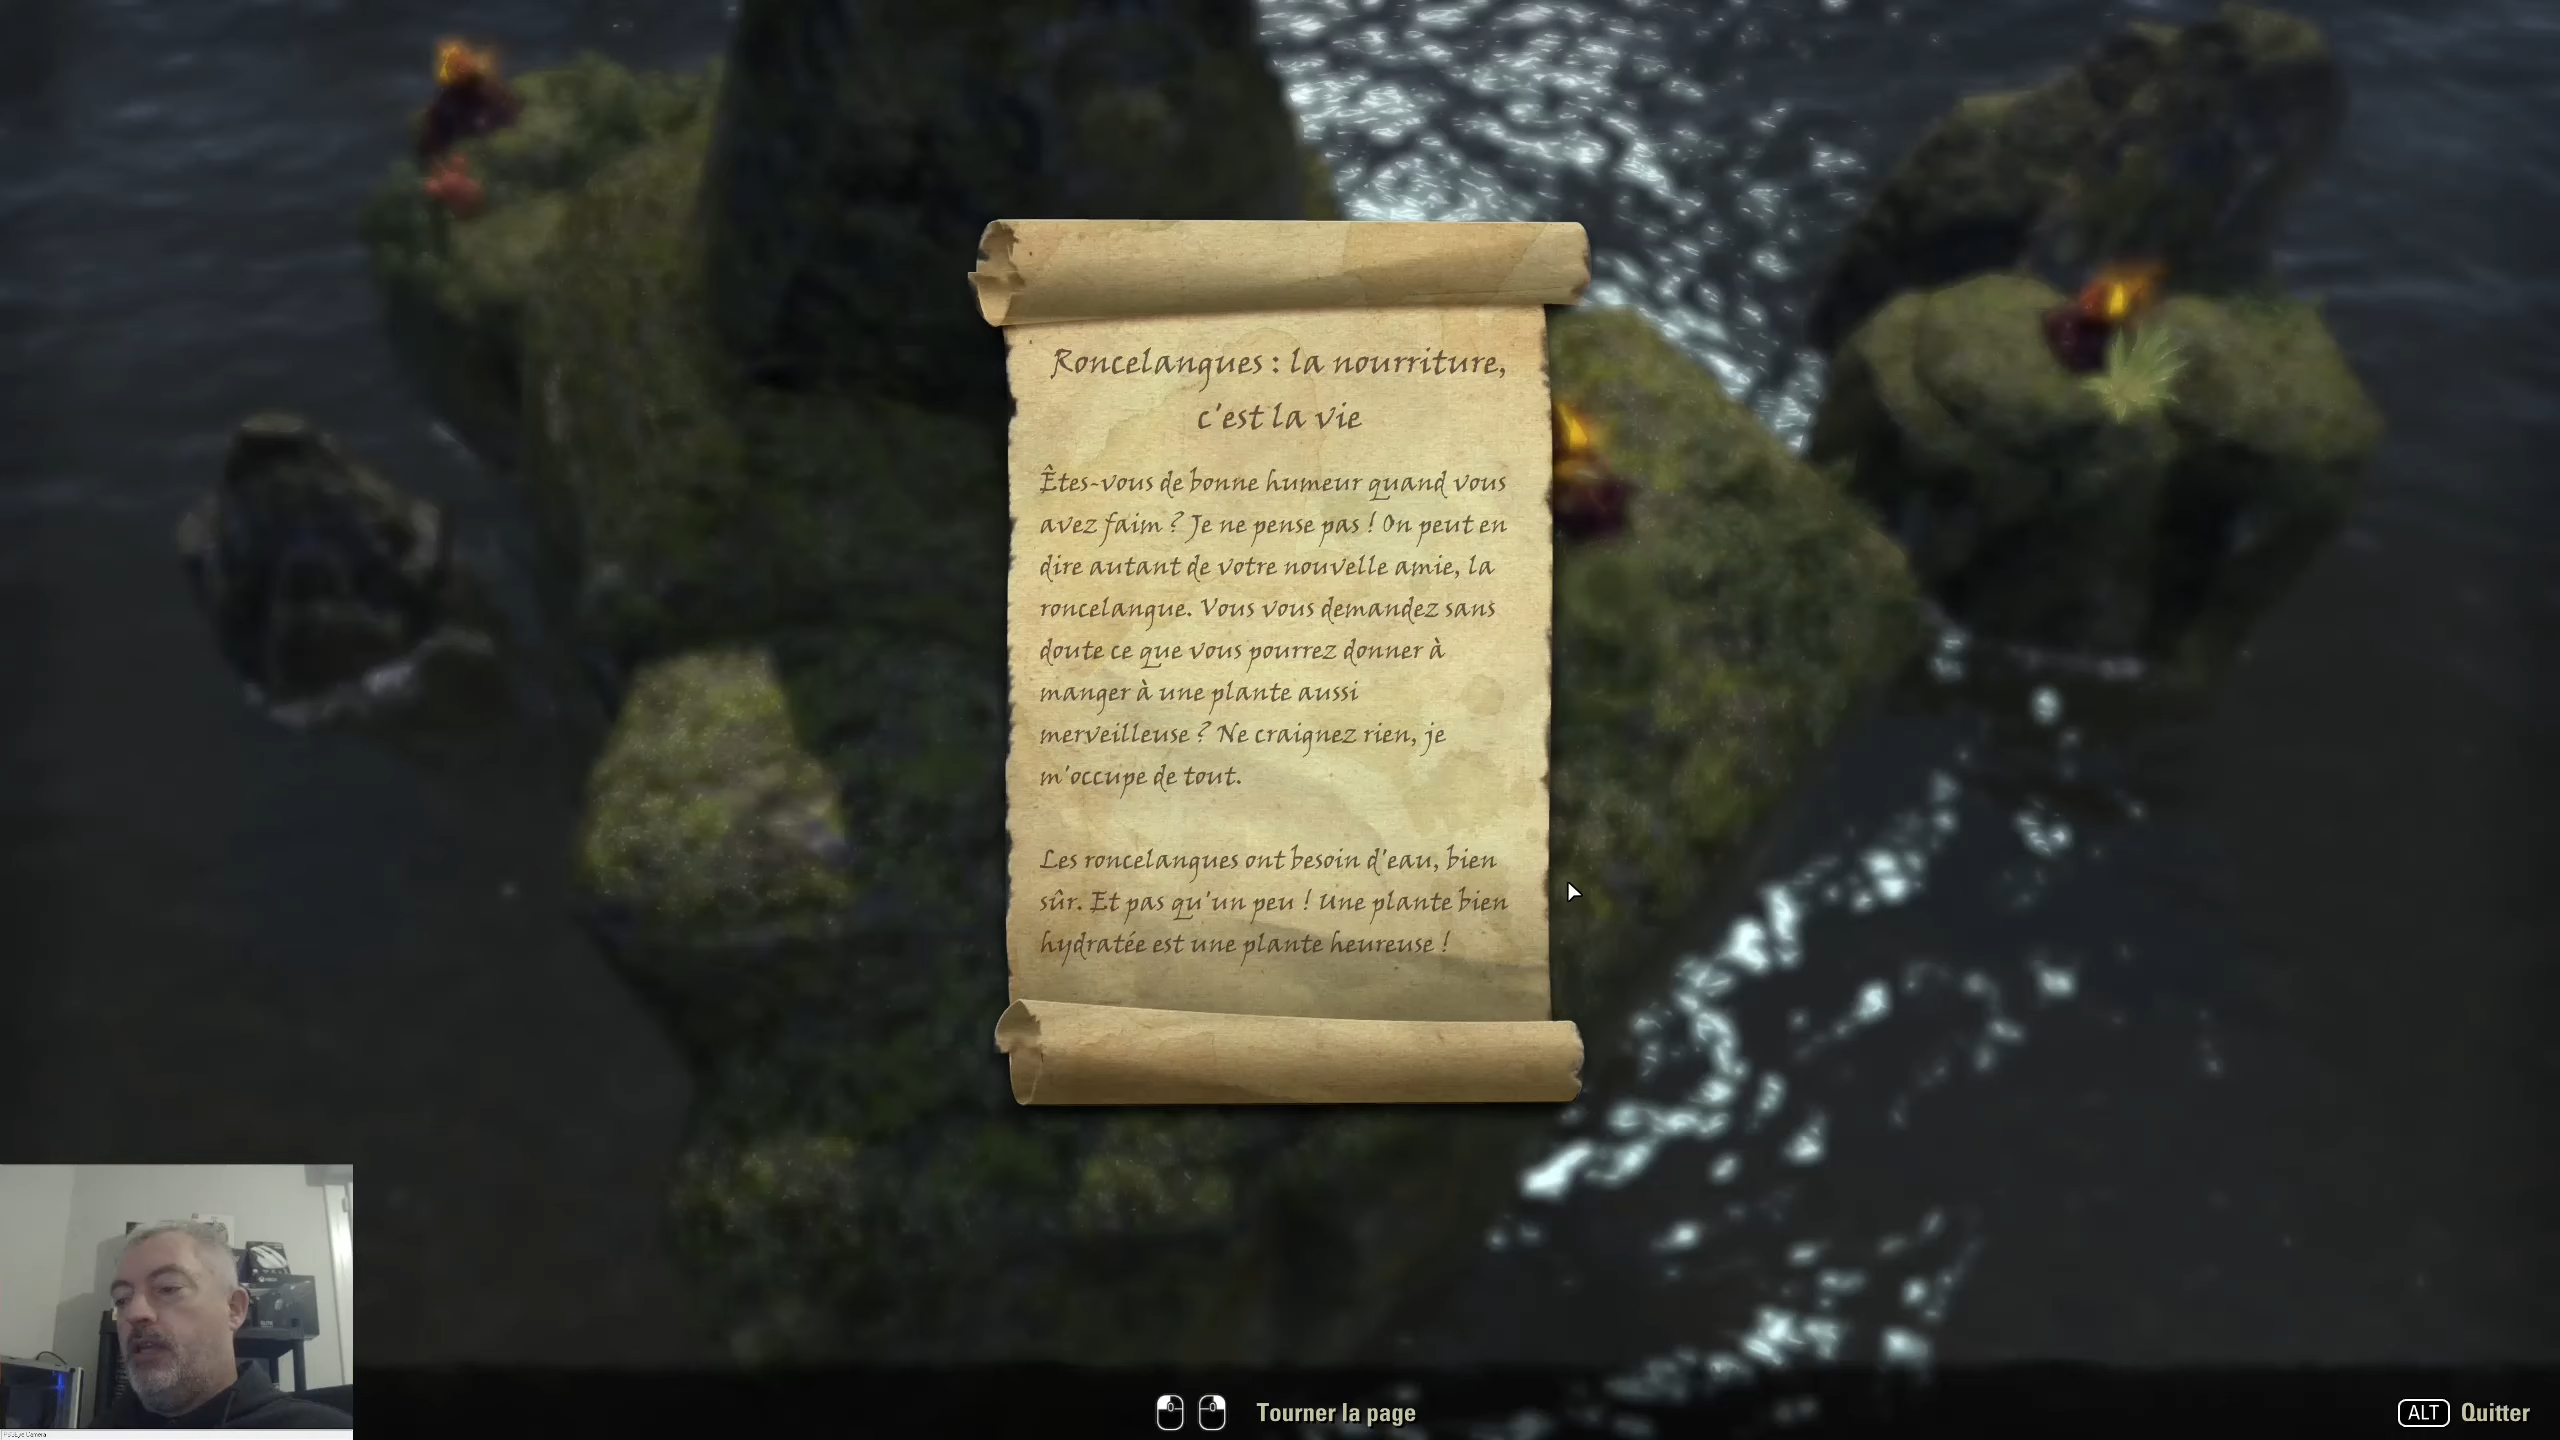 Roncelangues : la nourriture,
c'est la vie
Êtes-vous de bonne humeur quand vous
avez faim ? Je ne pense pas ! On peut en
dire autant de votre nouvelle amie, la
roncelangue. Vous vous demandez sans
doute ce que vous pourrez donner à
manger à une plante aussi
merveilleuse ? Ne craignez rien, je
m'occupe de tout.
Les roncelangues ont besoin d'eau, bien
sûr. Et pas qu'un peu ! Une plante bien
hydratée est une plante heureuse !
Tourner la page
ALT Quitter